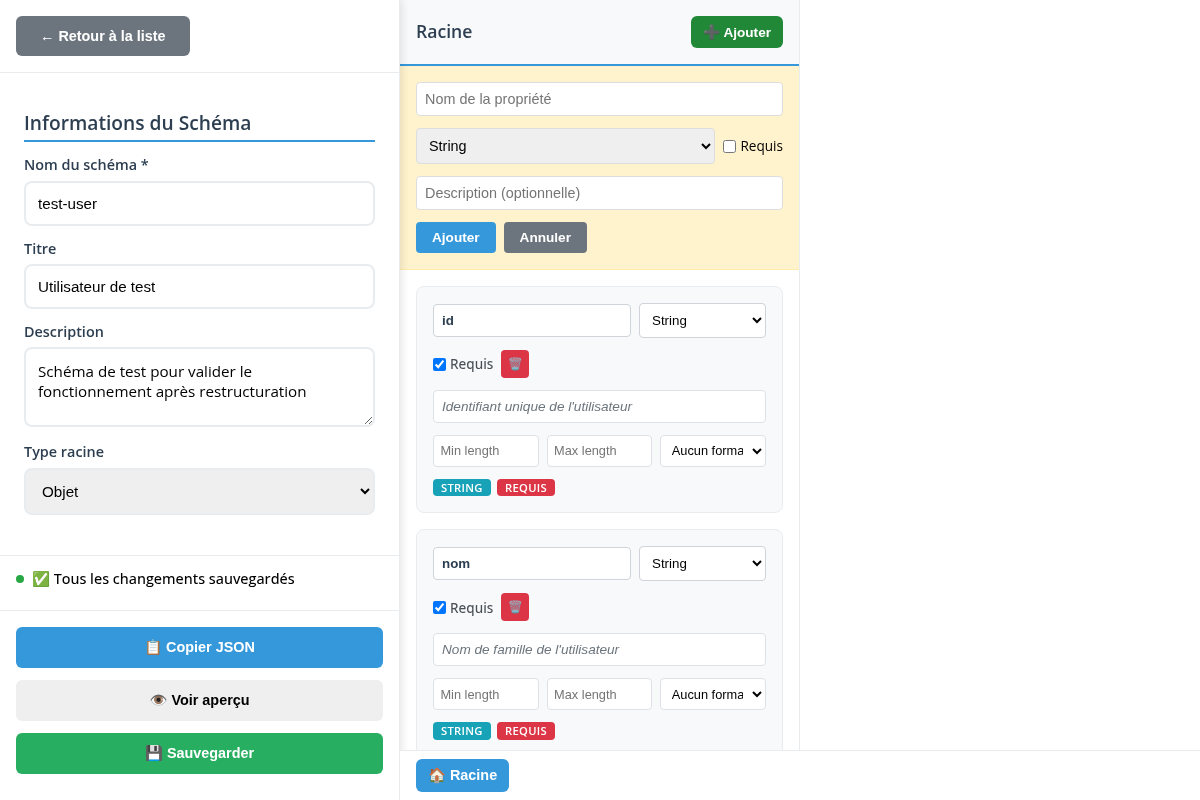 ← Retour à la liste
Informations du Schéma
Nom du schéma *
test-user
Titre
Utilisateur de test
Description
Schéma de test pour valider le
fonctionnement après restructuration
Type racine
Objet
✅ Tous les changements sauvegardés
📋 Copier JSON
👁️ Voir aperçu
💾 Sauvegarder
Racine
➕ Ajouter
Nom de la propriété
String
Requis
Description (optionnelle)
Ajouter
Annuler
id
String
Requis
Identifiant unique de l'utilisateur
Min length
Max length
Aucun forma
STRING
REQUIS
nom
String
Requis
Nom de famille de l'utilisateur
Min length
Max length
Aucun forma
STRING
REQUIS
🏠 Racine